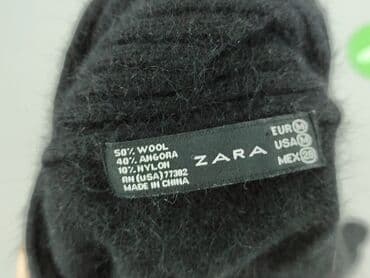 50% WOOL
40% ANGORA
10% NYLON
RN (USA) 77302
MADE IN CHINA
ZARA
EUR M
USA M
MEX 28